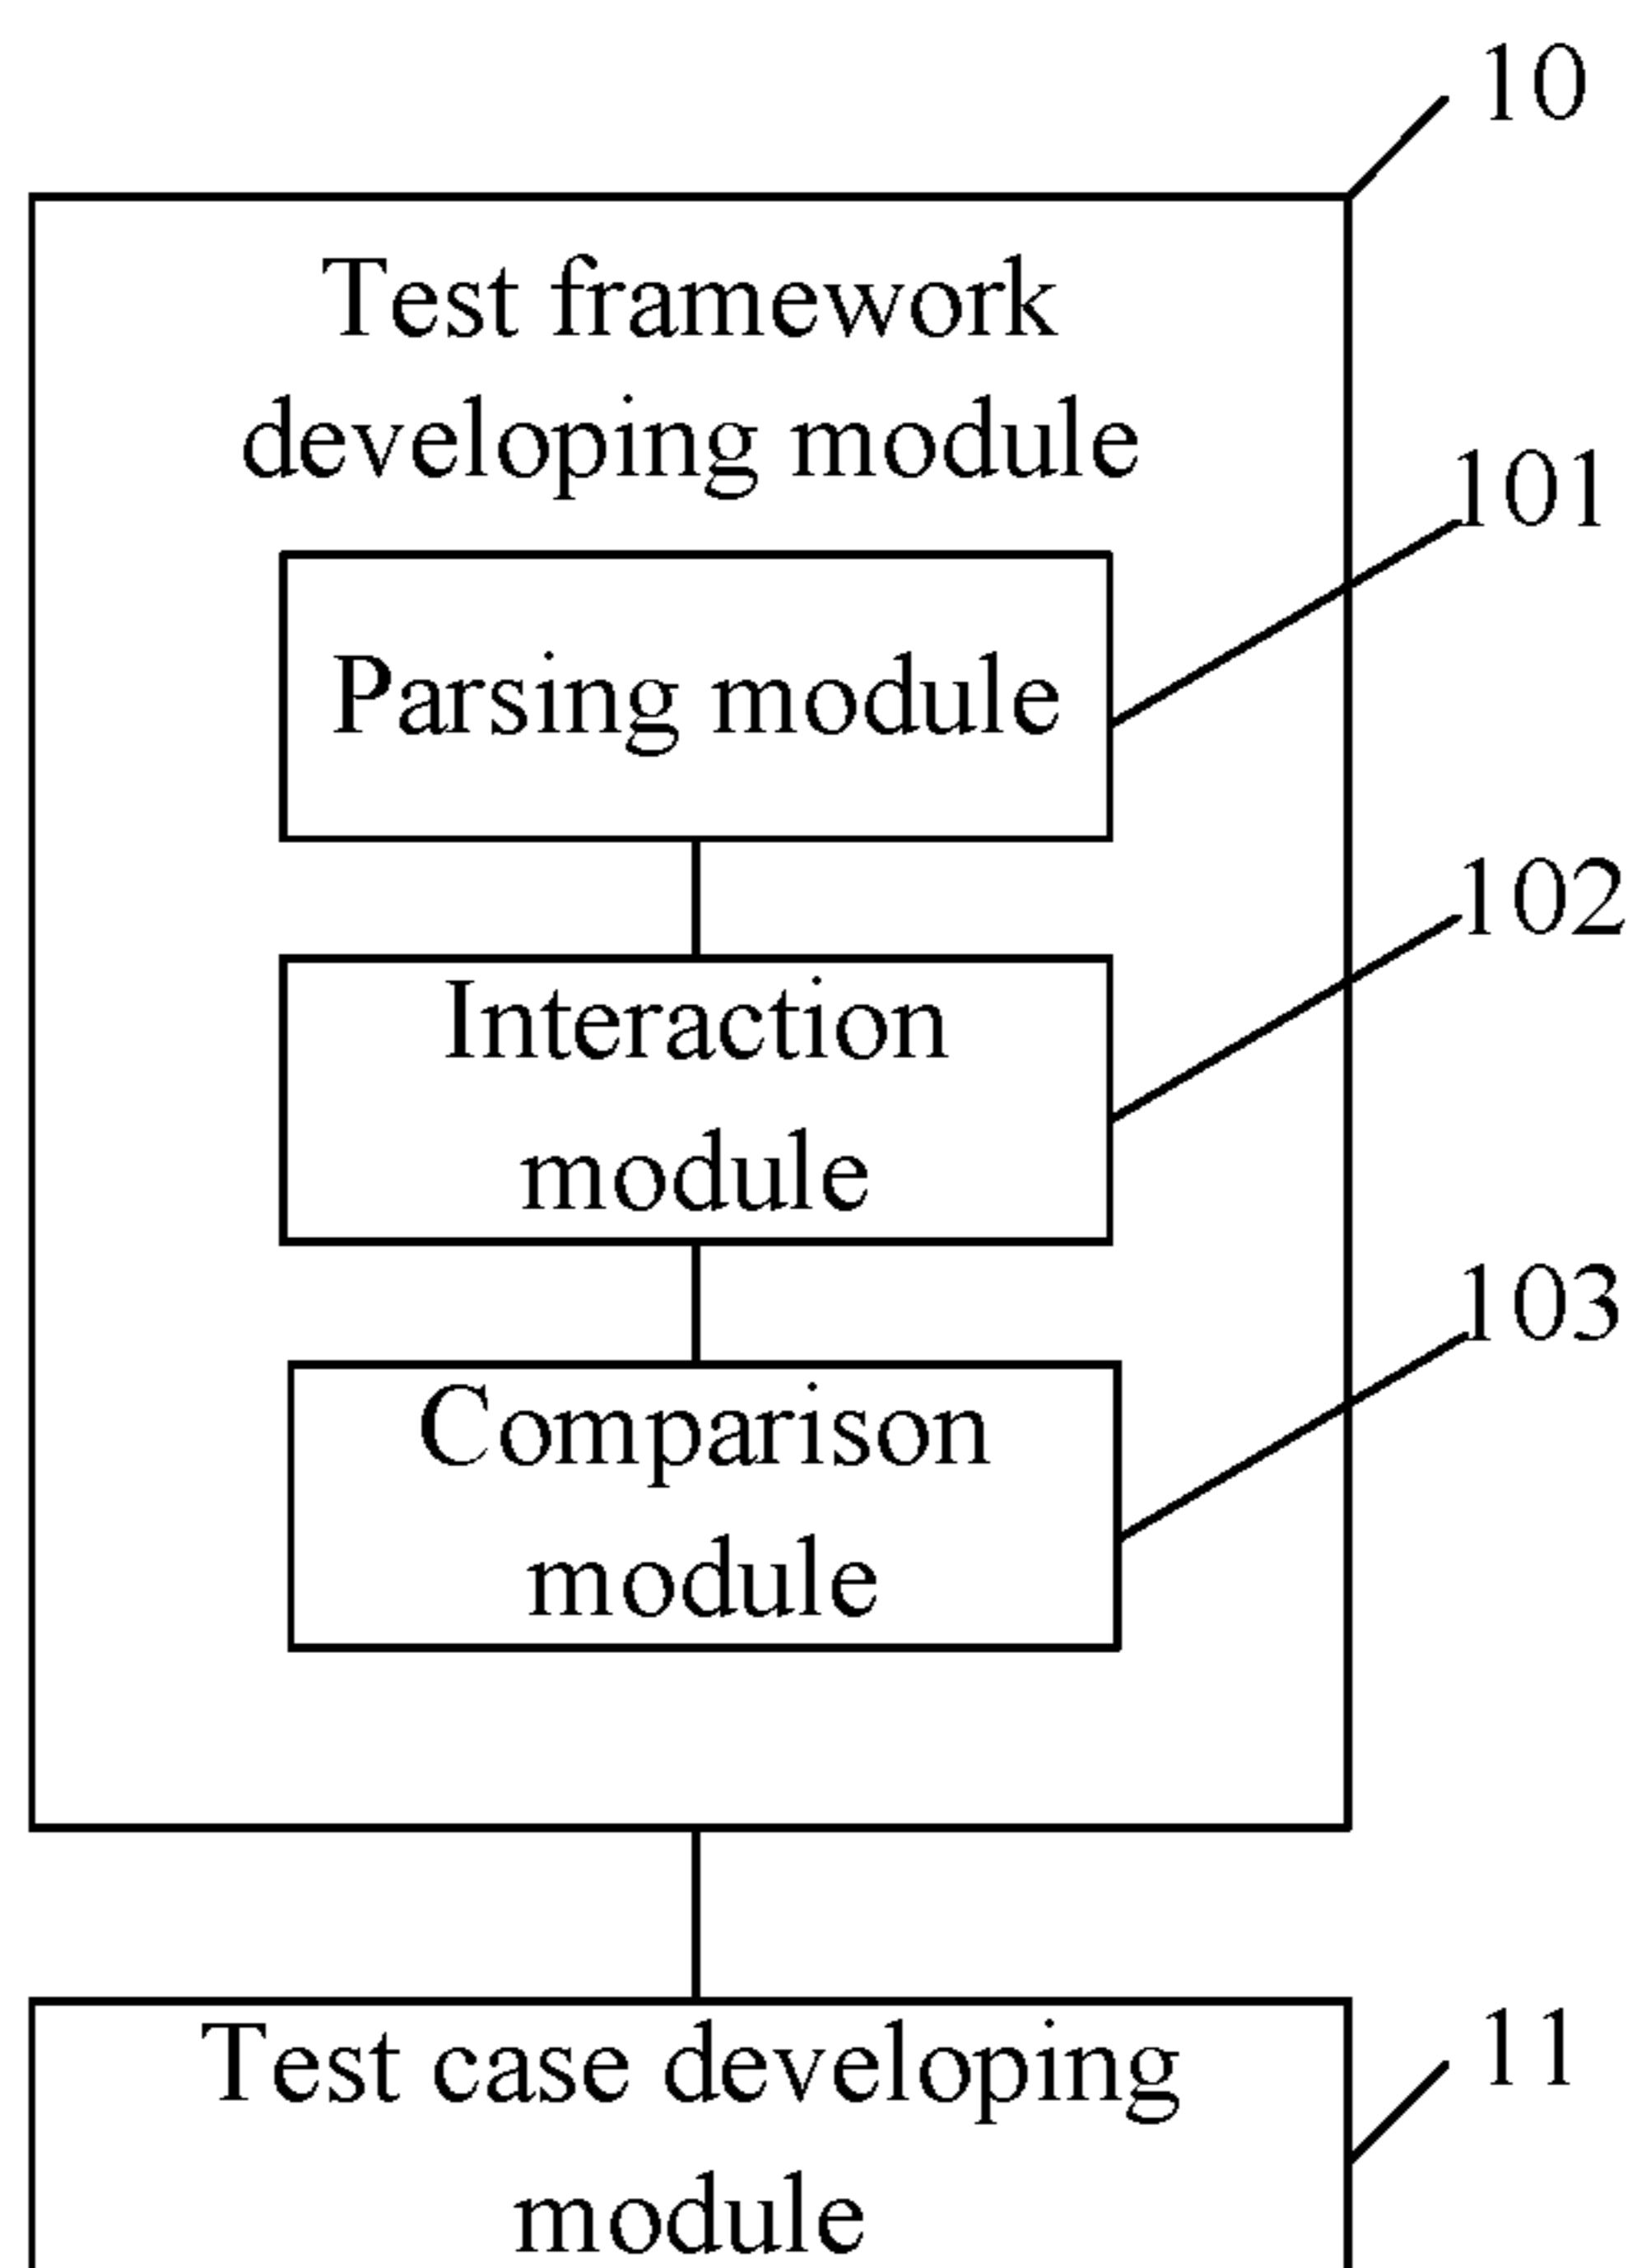 10
Test framework
developing module
101
Parsing module
102
Interaction
module
103
Comparison
module
11
Test case developing
module